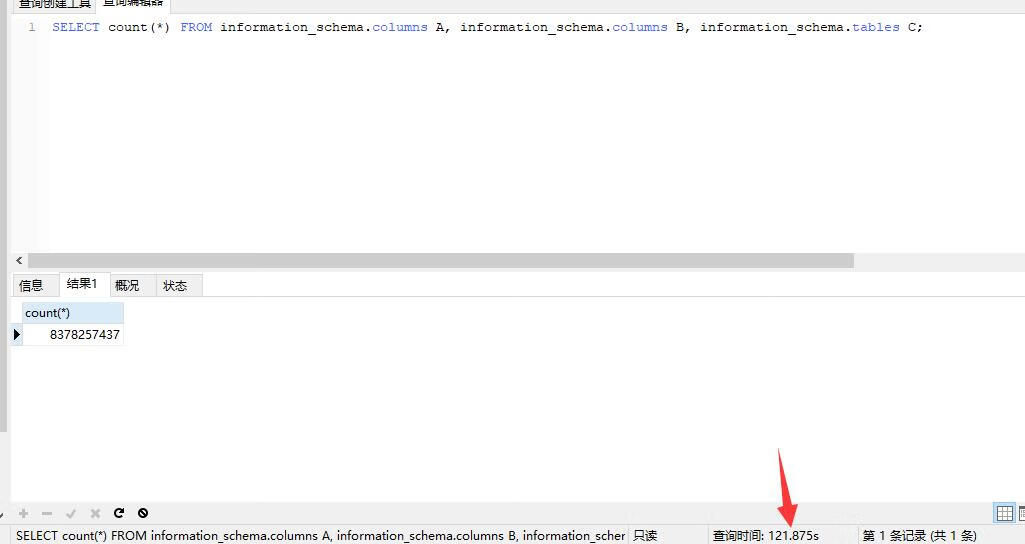 查询创建工具 查询编辑器
1 SELECT count(*) FROM information_schema.columns A, information_schema.columns B, information_schema.tables C;
信息 结果1 概况 状态
count(*)
8378257437
SELECT count(*) FROM information_schema.columns A, information_schema.columns B, information_scher 只读 查询时间: 121.875s 第 1 条记录 (共 1 条)